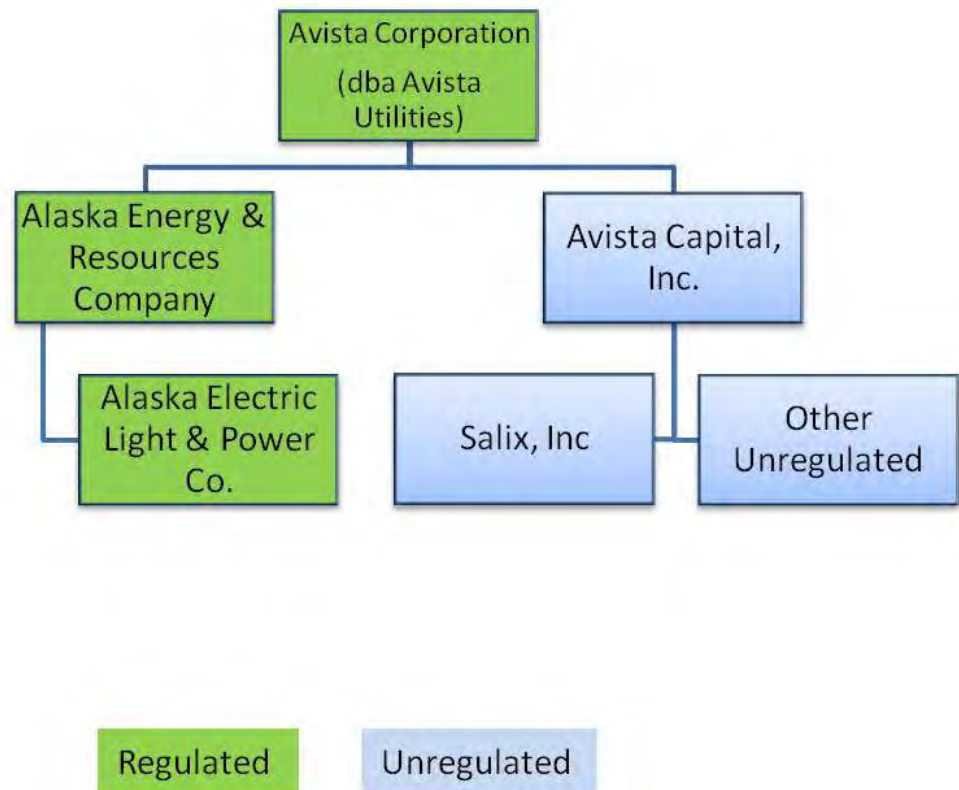 Avista Corporation
(dba Avista
Utilities)
Alaska Energy &
Resources
Company
Avista Capital,
Inc.
Alaska Electric
Light & Power
Co.
Salix, Inc
Other
Unregulated
Regulated
Unregulated